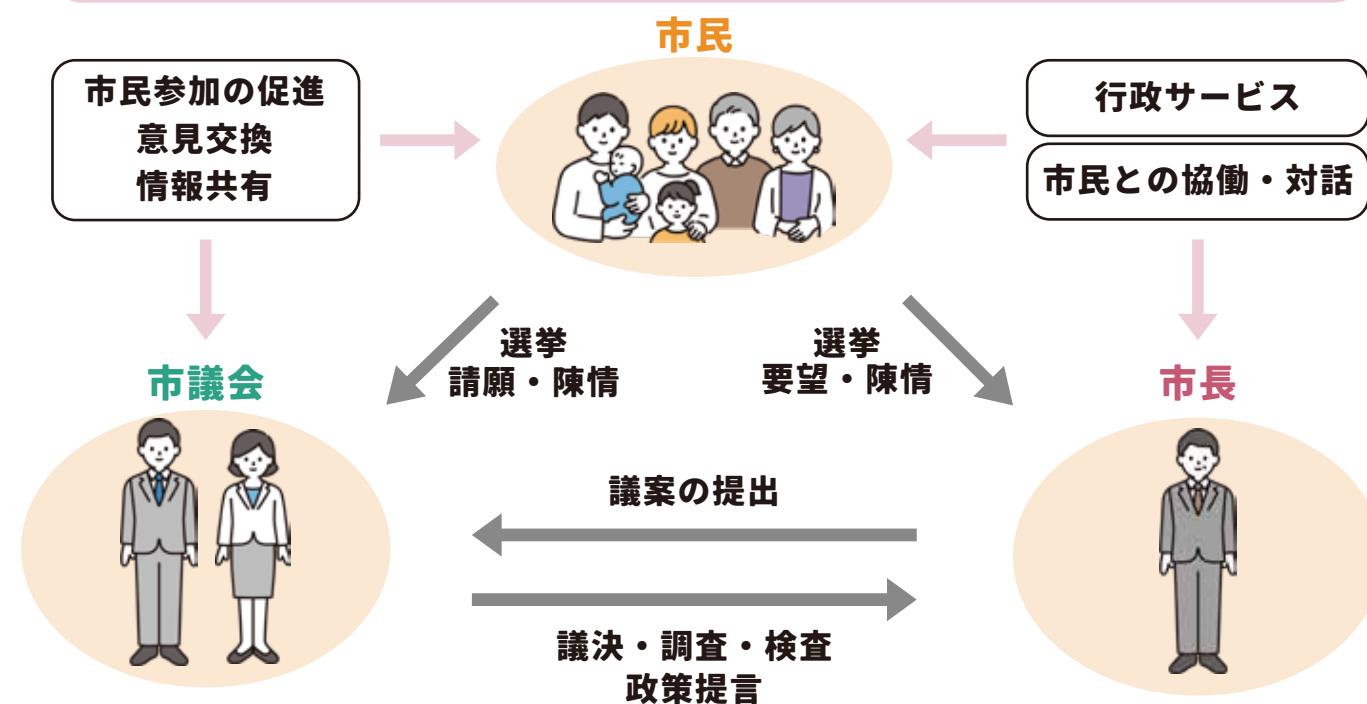 市民
市民参加の促進
意見交換
情報共有
行政サービス
市民との協働・対話
選挙
請願・陳情
選挙
要望・陳情
市議会
市長
議案の提出
議決・調査・検査
政策提言